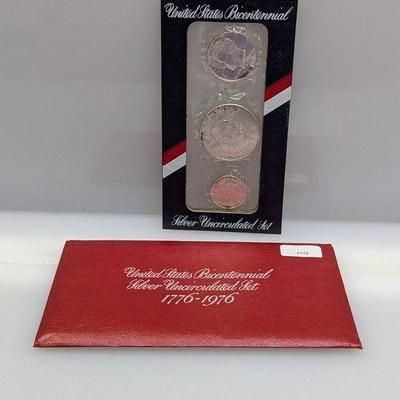 United States Bicentennial
Silver Uncirculated Set
United States Bicentennial
Silver Uncirculated Set
1776-1976